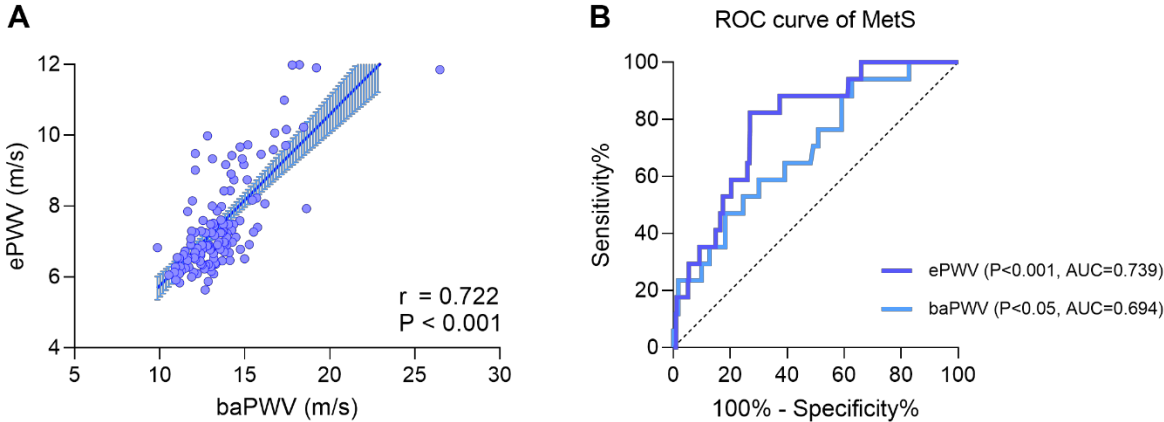 A
12
10
8
6
4
ePWV (m/s)
5
10
15
20
25
30
baPWV (m/s)
r = 0.722
P < 0.001
B
ROC curve of MetS
100
80
60
40
20
0
Sensitivity%
0
20
40
60
80
100
100% - Specificity%
ePWV (P<0.001, AUC=0.739)
baPWV (P<0.05, AUC=0.694)